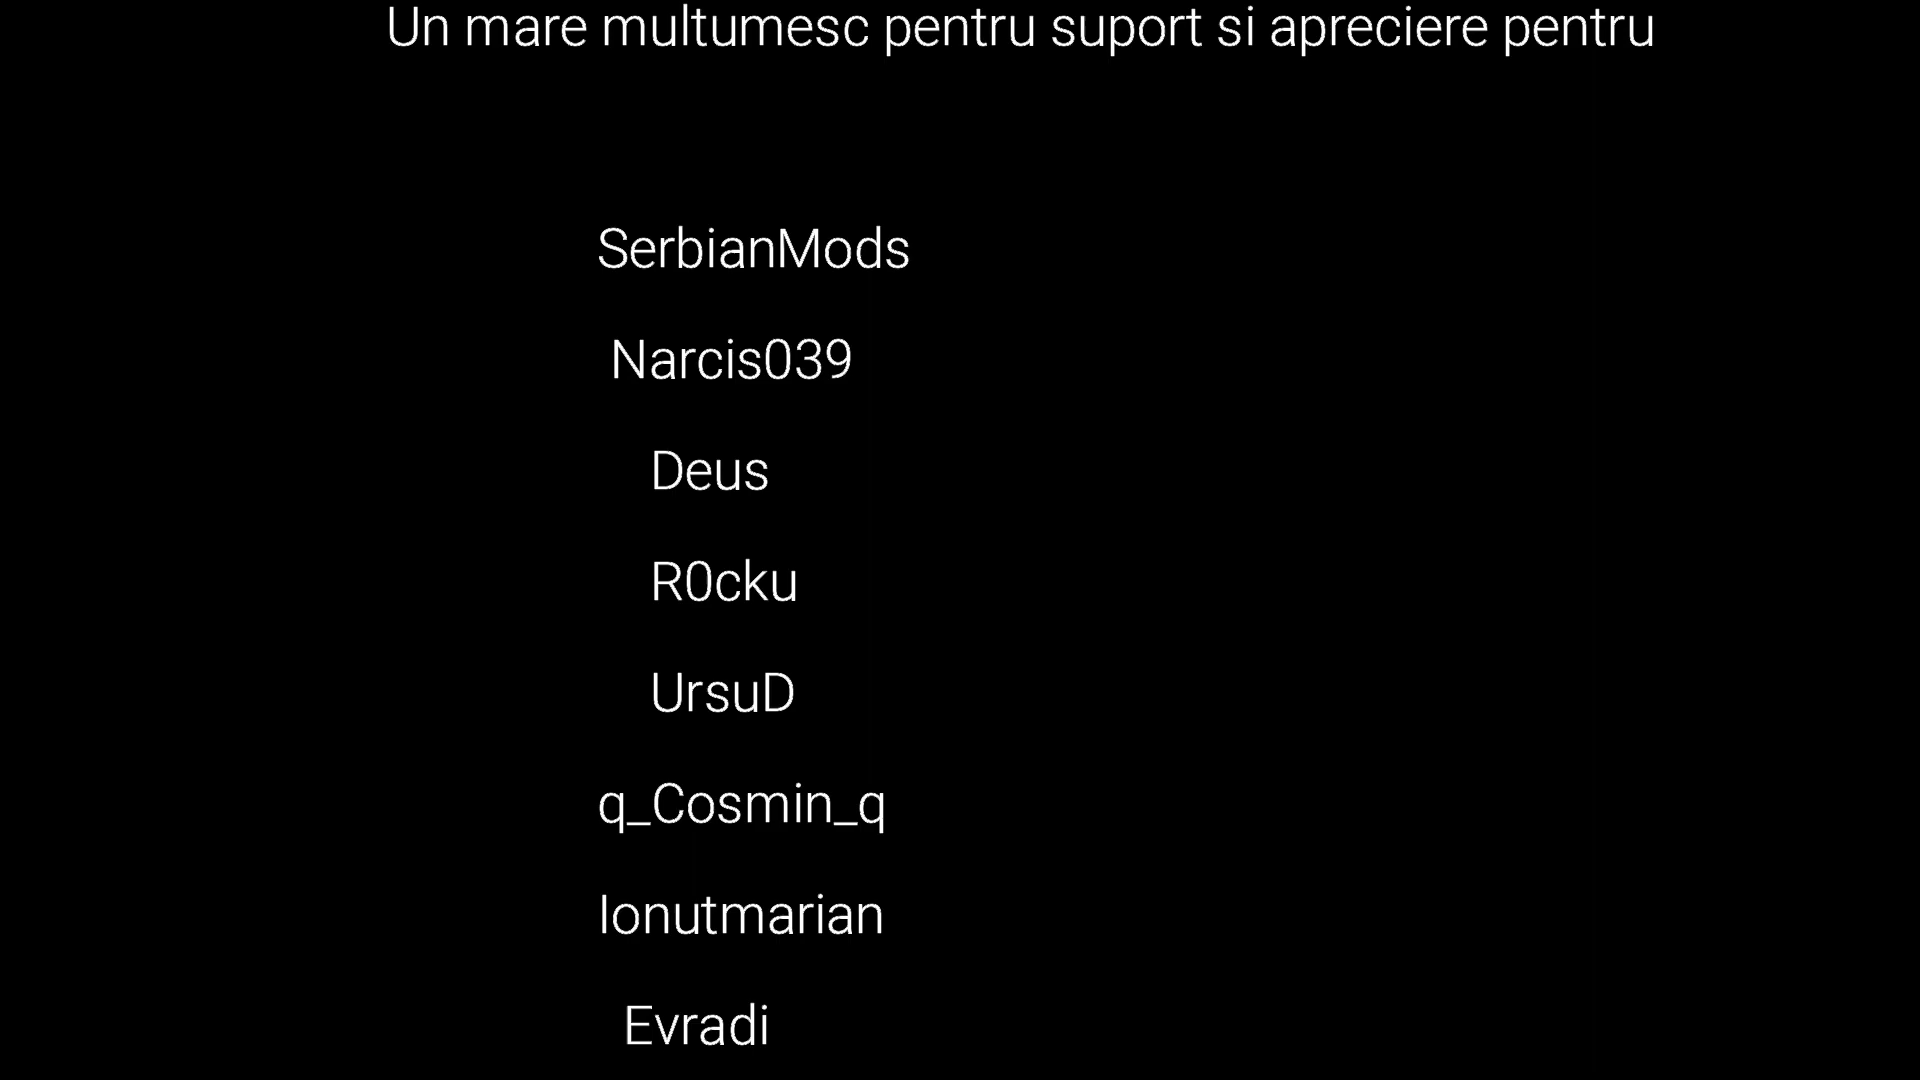 Un mare multumesc pentru suport si apreciere pentru
SerbianMods
Narcis039
Deus
R0cku
UrsuD
q_Cosmin_q
Ionutmarian
Evradi